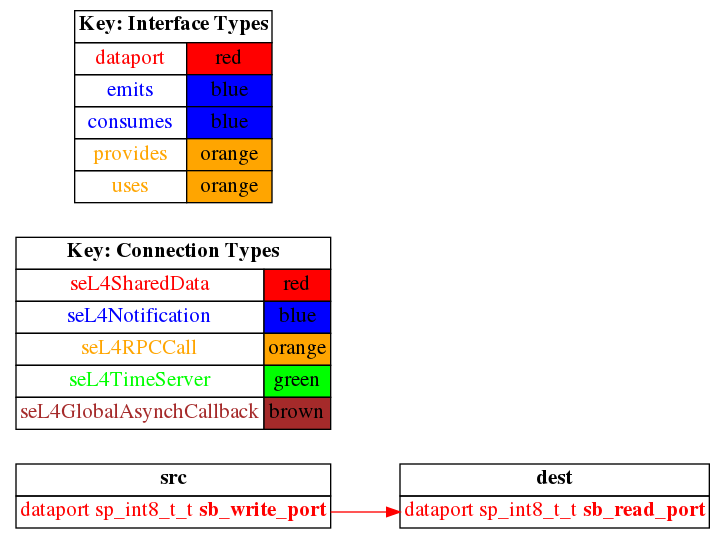 Key: Interface Types
dataport red
emits blue
consumes blue
provides orange
uses orange
Key: Connection Types
seL4SharedData red
seL4Notification blue
seL4RPCCall orange
seL4TimeServer green
seL4GlobalAsynchCallback brown
src
dataport sp_int8_t_t sb_write_port
dest
dataport sp_int8_t_t sb_read_port